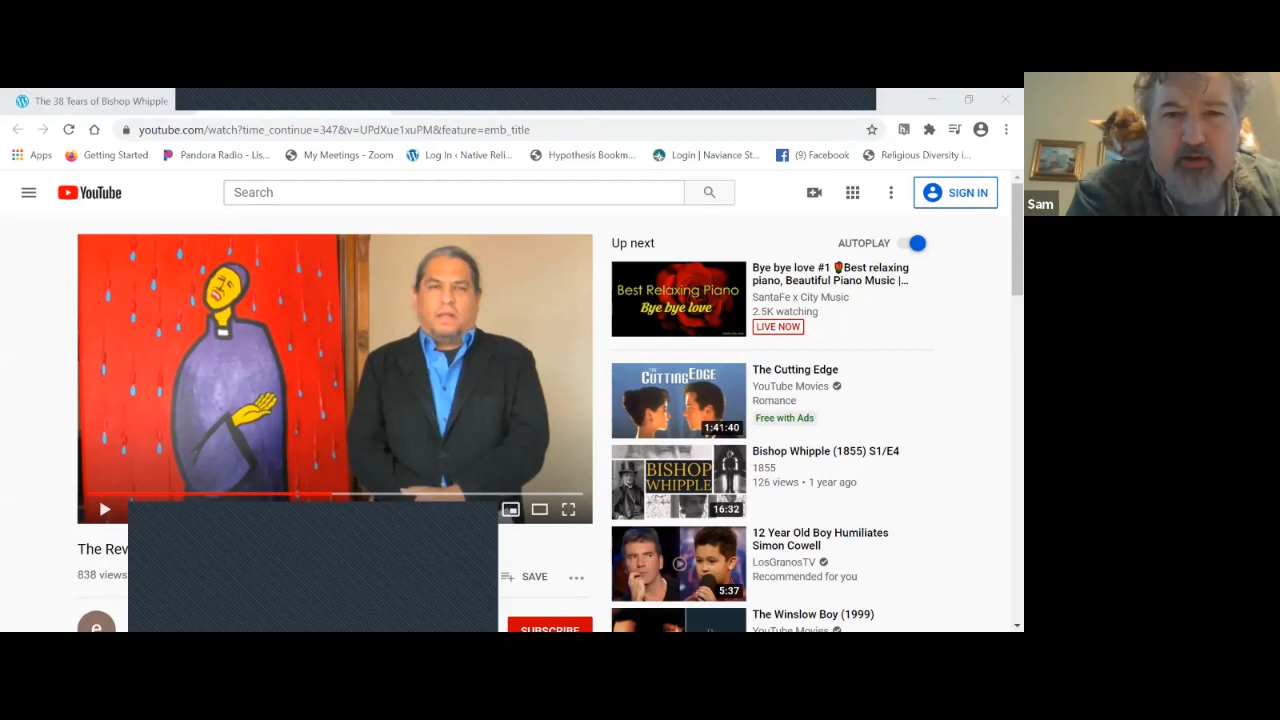 The 38 Tears of Bishop Whipple
youtube.com/watch?time_continue=347&v=UPdXue1xuPM&feature=emb_title
Apps
Getting Started
Pandora Radio - Lis...
My Meetings - Zoom
Log In ‹ Native Reli...
Hypothesis Bookm...
Login | Naviance St...
(9) Facebook
Religious Diversity i...
YouTube
Search
SIGN IN
Sam
Up next
AUTOPLAY
Best Relaxing Piano
Bye bye love
Bye bye love #1 🌹Best relaxing
piano, Beautiful Piano Music |...
SantaFe x City Music
2.5K watching
LIVE NOW
THE
CUTTING EDGE
1:41:40
The Cutting Edge
YouTube Movies
Romance
Free with Ads
BISHOP
WHIPPLE
16:32
Bishop Whipple (1855) S1/E4
1855
126 views • 1 year ago
5:37
12 Year Old Boy Humiliates
Simon Cowell
LosGranosTV
Recommended for you
The Winslow Boy (1999)
YouTube Movies
The Rev
838 views
SAVE
e
SUBSCRIBE